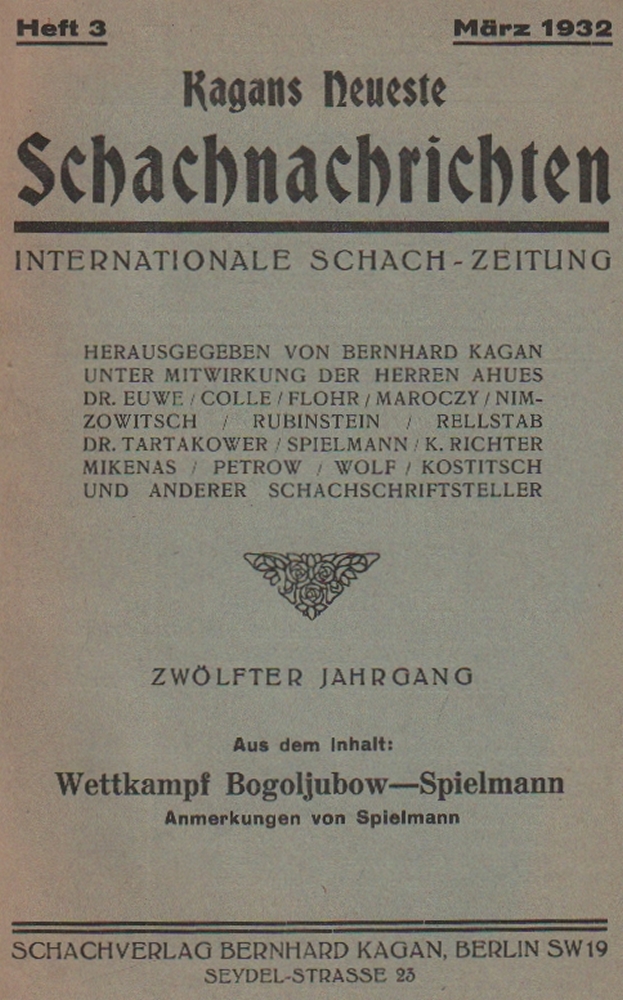 Heft 3
März 1932
Kagans Neueste
Schachnachrichten
INTERNATIONALE SCHACH-ZEITUNG
HERAUSGEGEBEN VON BERNHARD KAGAN
UNTER MITWIRKUNG DER HERREN AHUES
DR. EUWE / COLLE / FLOHR / MAROCZY / NIM-
ZOWITSCH / RUBINSTEIN / RELLSTAB
DR. TARTAKOWER / SPIELMANN / K. RICHTER
MIKENAS / PETROW / WOLF / KOSTITSCH
UND ANDERER SCHACHSCHRIFTSTELLER
ZWÖLFTER JAHRGANG
Aus dem Inhalt:
Wettkampf Bogoljubow—Spielmann
Anmerkungen von Spielmann
SCHACHVERLAG BERNHARD KAGAN, BERLIN SW19
SEYDEL-STRASSE 23